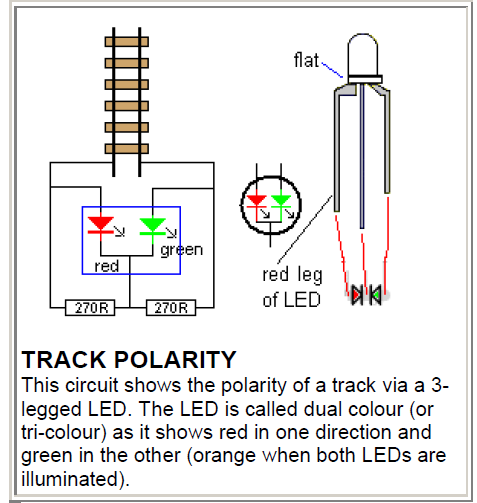 flat
green
red
270R
270R
red leg
of LED
TRACK POLARITY
This circuit shows the polarity of a track via a 3-
legged LED. The LED is called dual colour (or
tri-colour) as it shows red in one direction and
green in the other (orange when both LEDs are
illuminated).